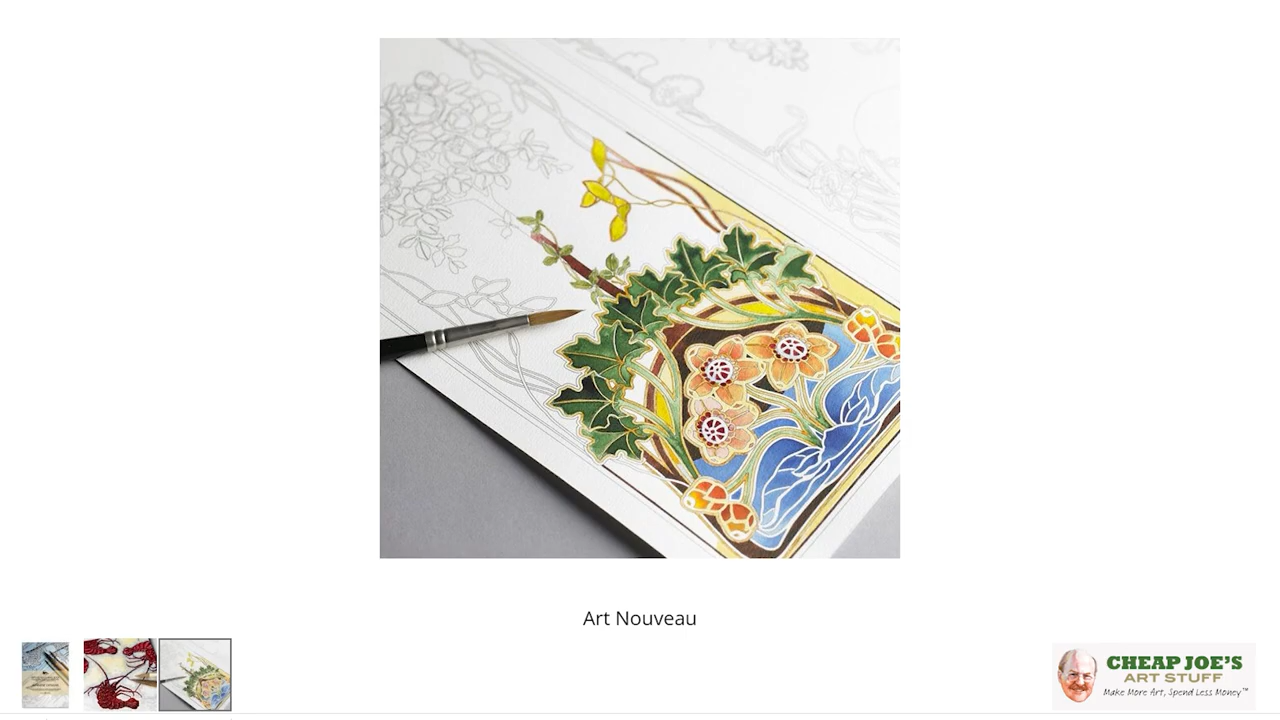 Art Nouveau
CHEAP JOE'S
ART STUFF
Make More Art, Spend Less Money™